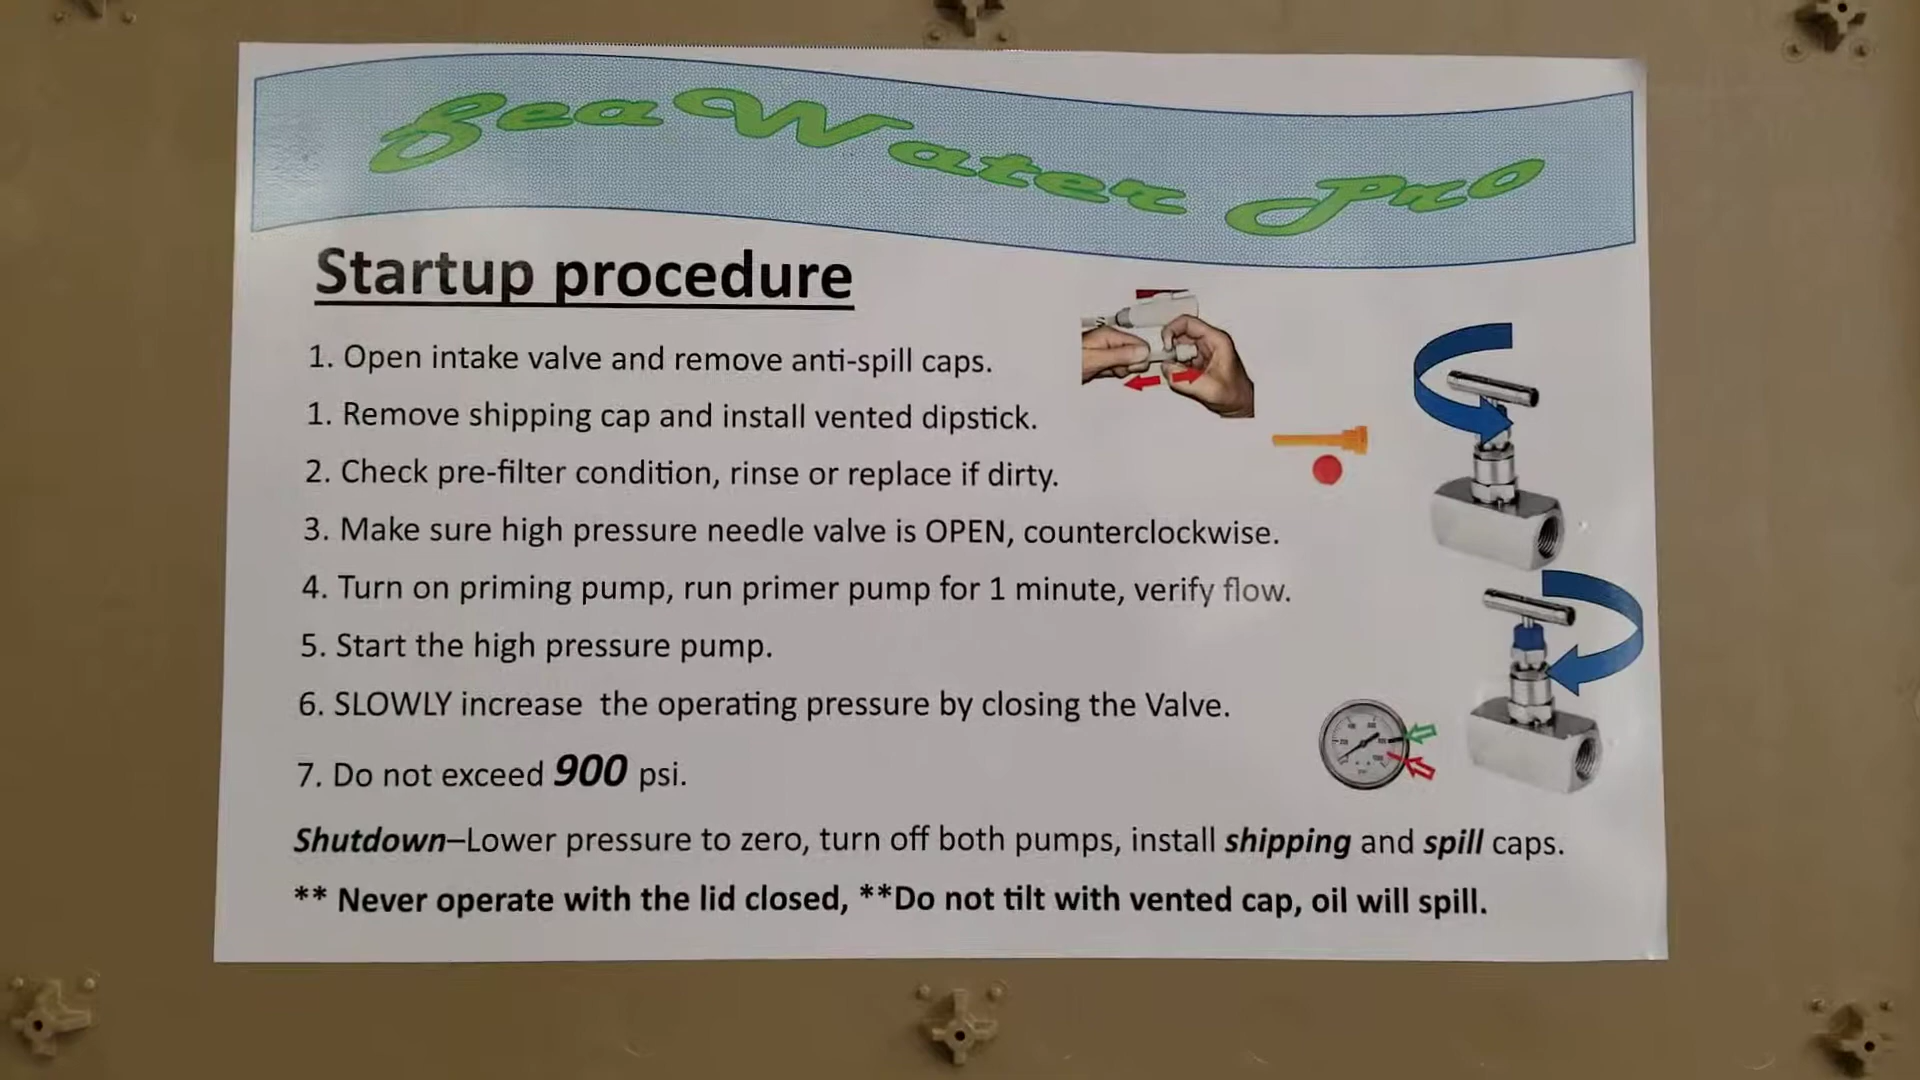 SeaWater Pro
Startup procedure
1. Open intake valve and remove anti-spill caps.
1. Remove shipping cap and install vented dipstick.
2. Check pre-filter condition, rinse or replace if dirty.
3. Make sure high pressure needle valve is OPEN, counterclockwise.
4. Turn on priming pump, run primer pump for 1 minute, verify flow.
5. Start the high pressure pump.
6. SLOWLY increase  the operating pressure by closing the Valve.
7. Do not exceed 900 psi.
Shutdown–Lower pressure to zero, turn off both pumps, install shipping and spill caps.
** Never operate with the lid closed, **Do not tilt with vented cap, oil will spill.